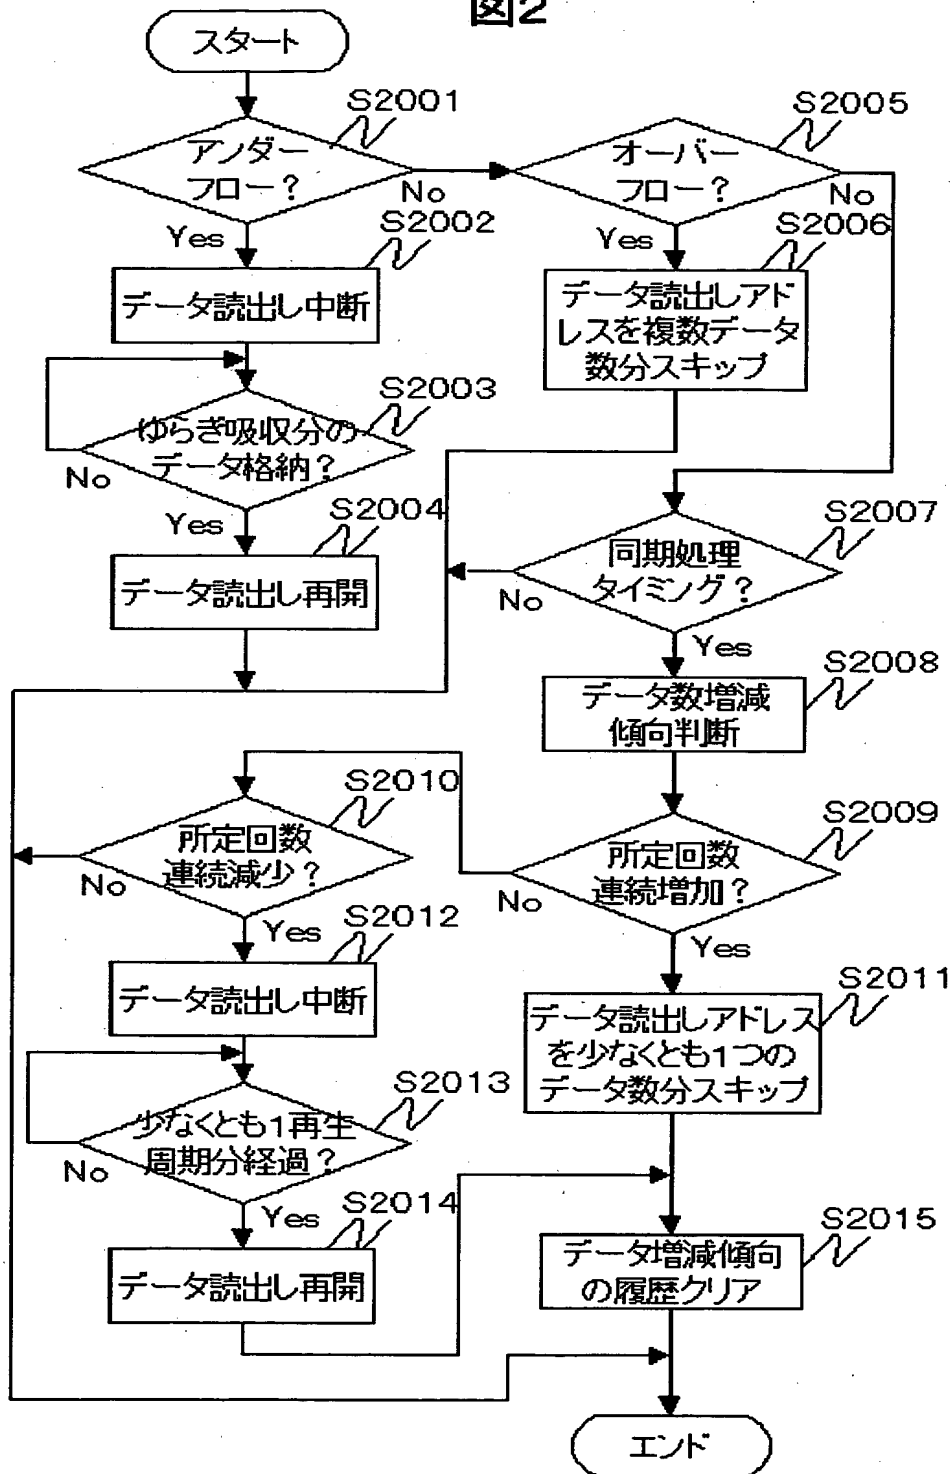 図2
スタート
S2001
アンダー
フロー？
No
Yes
S2002
データ読出し中断
S2003
ゆらぎ吸収分の
データ格納？
No
Yes
S2004
データ読出し再開
S2005
オーバー
フロー？
No
Yes
S2006
データ読出しアド
レスを複数データ
数分スキップ
S2007
同期処理
タイミング？
No
Yes
S2008
データ数増減
傾向判断
S2009
所定回数
連続増加？
No
Yes
S2010
所定回数
連続減少？
No
Yes
S2012
データ読出し中断
S2011
データ読出しアドレス
を少なくとも1つの
データ数分スキップ
S2013
少なくとも1再生
周期分経過？
No
Yes
S2014
データ読出し再開
S2015
データ増減傾向
の履歴クリア
エンド